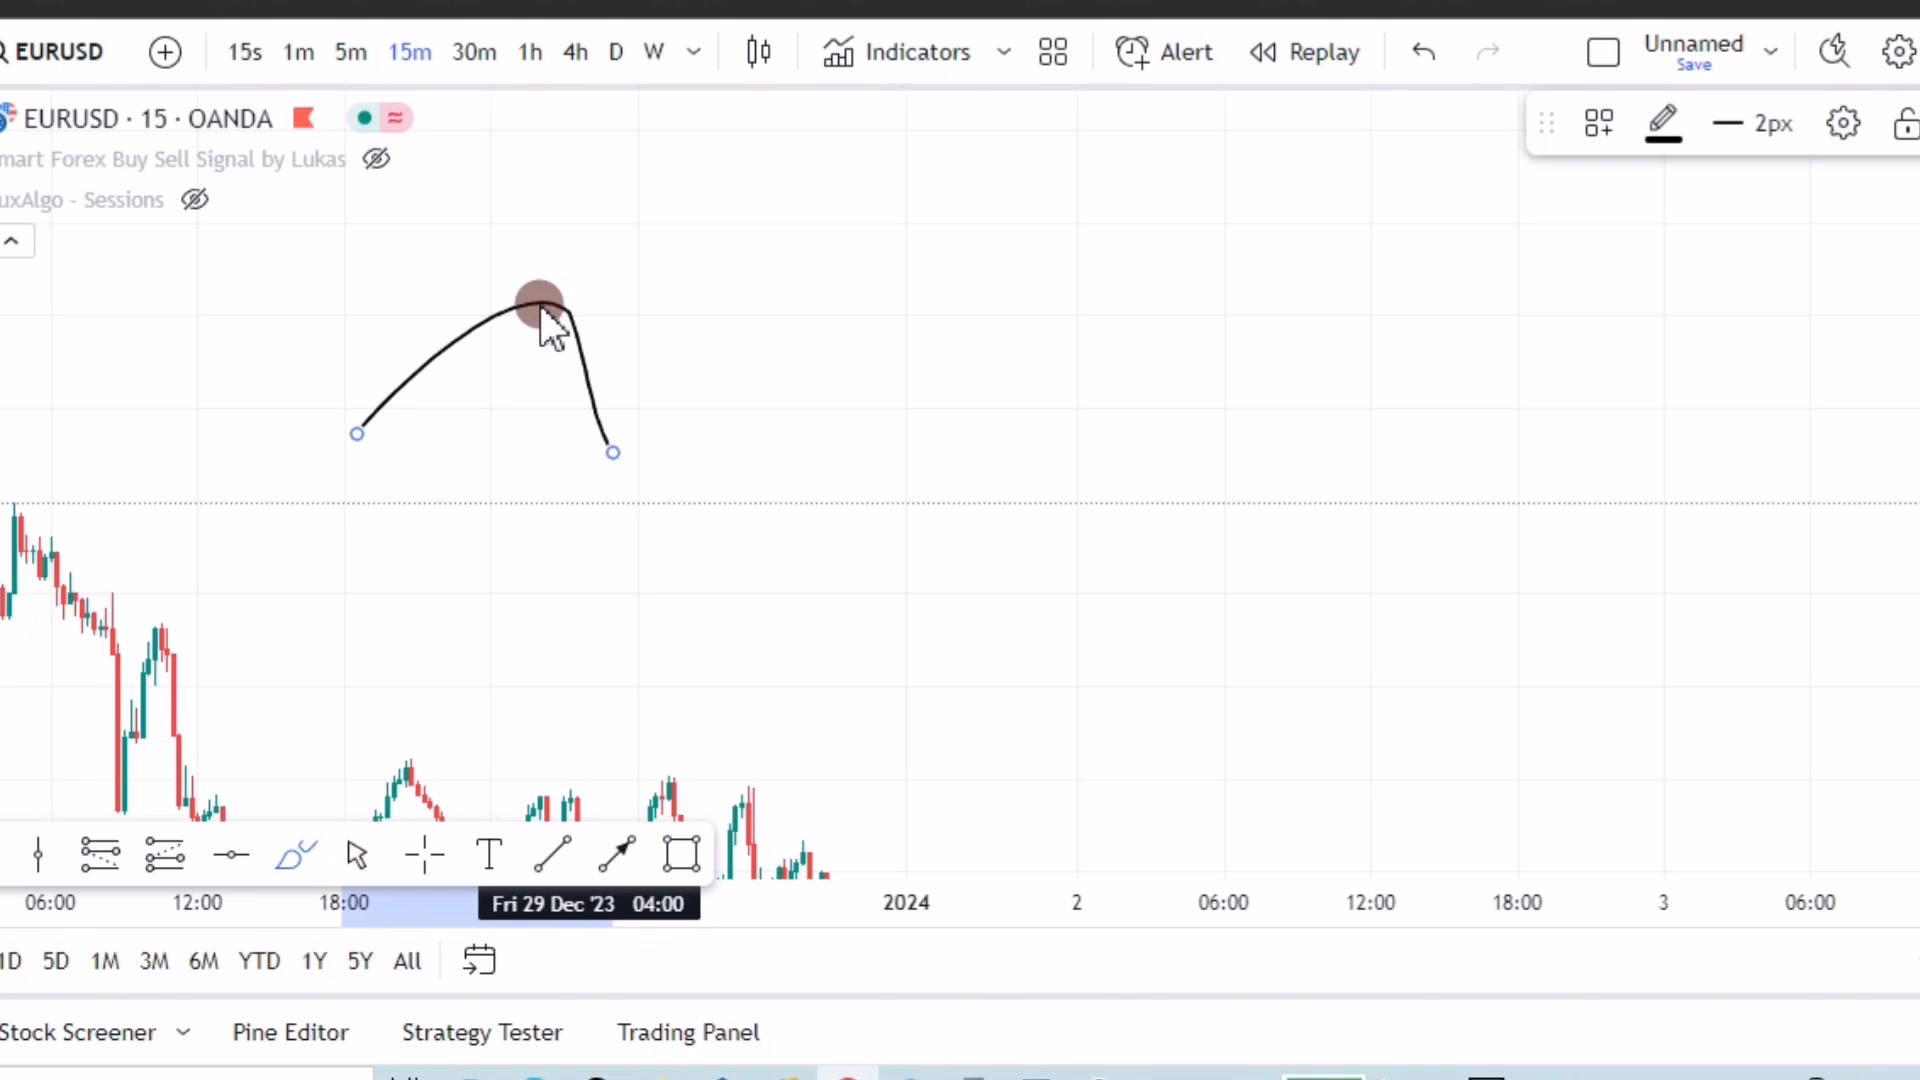 EURUSD 15s 1m 5m 15m 30m 1h 4h D W Indicators Alert Replay Unnamed
Save
EURUSD · 15 · OANDA
2px
mart Forex Buy Sell Signal by Lukas
uxAlgo - Sessions
T
06:00 12:00 18:00 Fri 29 Dec '23 04:00 2024 2 06:00 12:00 18:00 3 06:00
1D 5D 1M 3M 6M YTD 1Y 5Y All
Stock Screener Pine Editor Strategy Tester Trading Panel